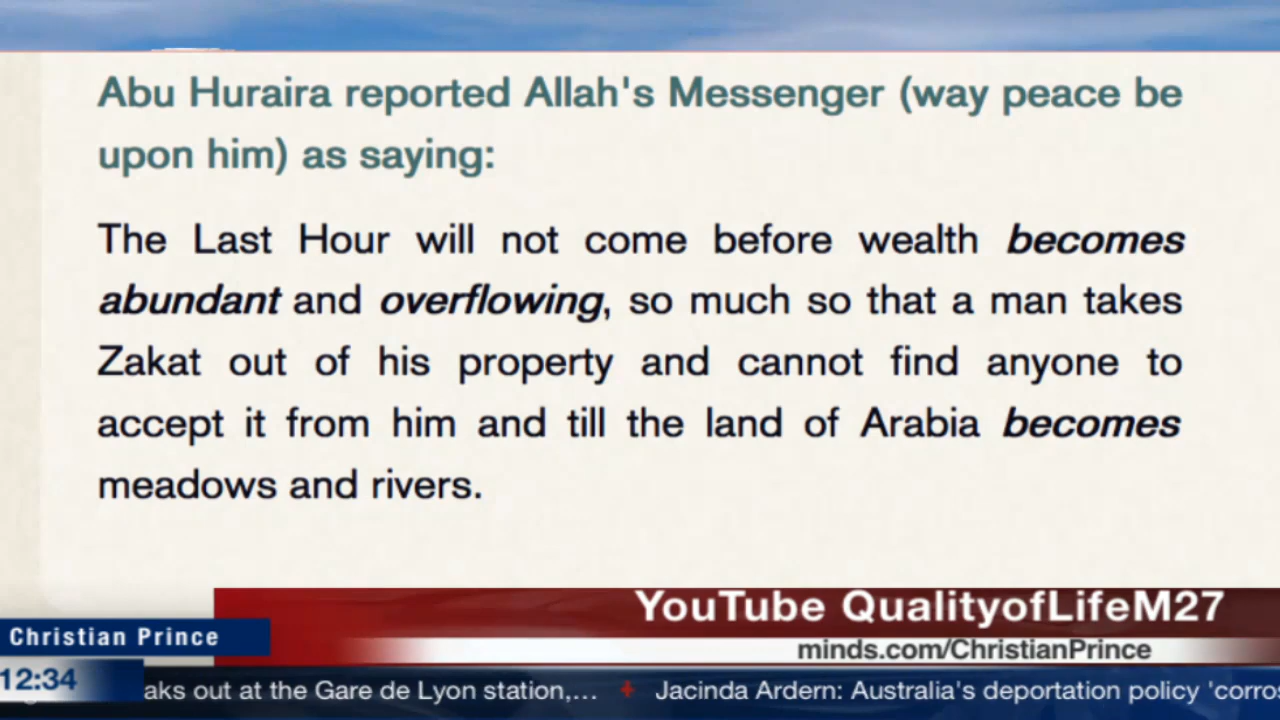 Abu Huraira reported Allah's Messenger (way peace be
upon him) as saying:
The Last Hour will not come before wealth becomes
abundant and overflowing, so much so that a man takes
Zakat out of his property and cannot find anyone to
accept it from him and till the land of Arabia becomes
meadows and rivers.
YouTube QualityofLifeM27
Christian Prince
minds.com/ChristianPrince
12:34
aks out at the Gare de Lyon station,... Jacinda Ardern: Australia's deportation policy 'corros